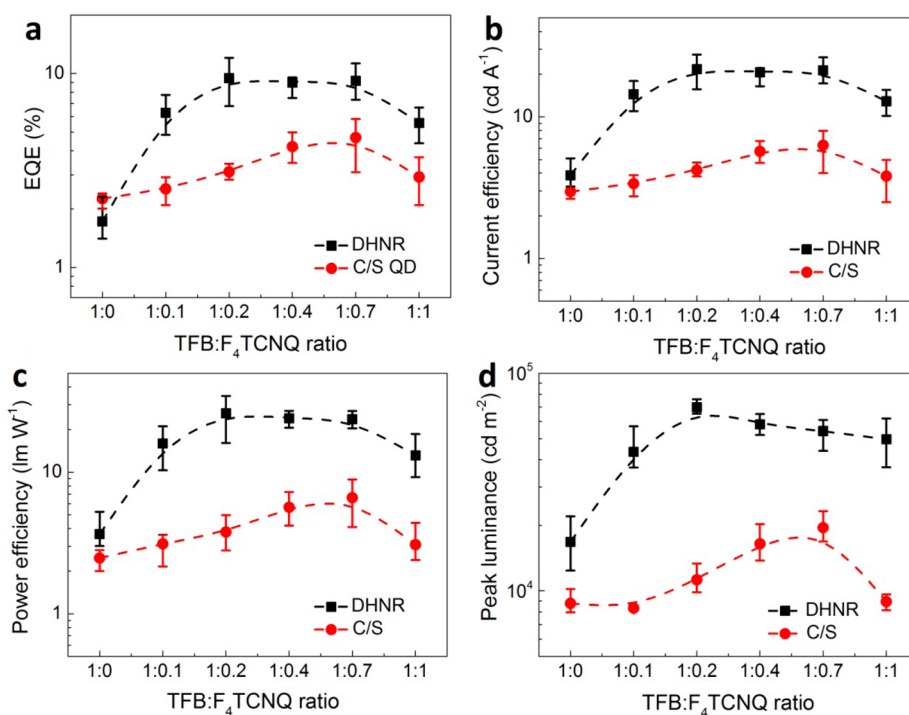 a
EQE (%)
10
1
DHNR
C/S QD
1:0 1:0.1 1:0.2 1:0.4 1:0.7 1:1
TFB:F₄TCNQ ratio
b
Current efficiency (cd A⁻¹)
10
1
DHNR
C/S
1:0 1:0.1 1:0.2 1:0.4 1:0.7 1:1
TFB:F₄TCNQ ratio
c
Power efficiency (lm W⁻¹)
10
1
DHNR
C/S
1:0 1:0.1 1:0.2 1:0.4 1:0.7 1:1
TFB:F₄TCNQ ratio
d
Peak luminance (cd m⁻²)
10⁵
10⁴
DHNR
C/S
1:0 1:0.1 1:0.2 1:0.4 1:0.7 1:1
TFB:F₄TCNQ ratio